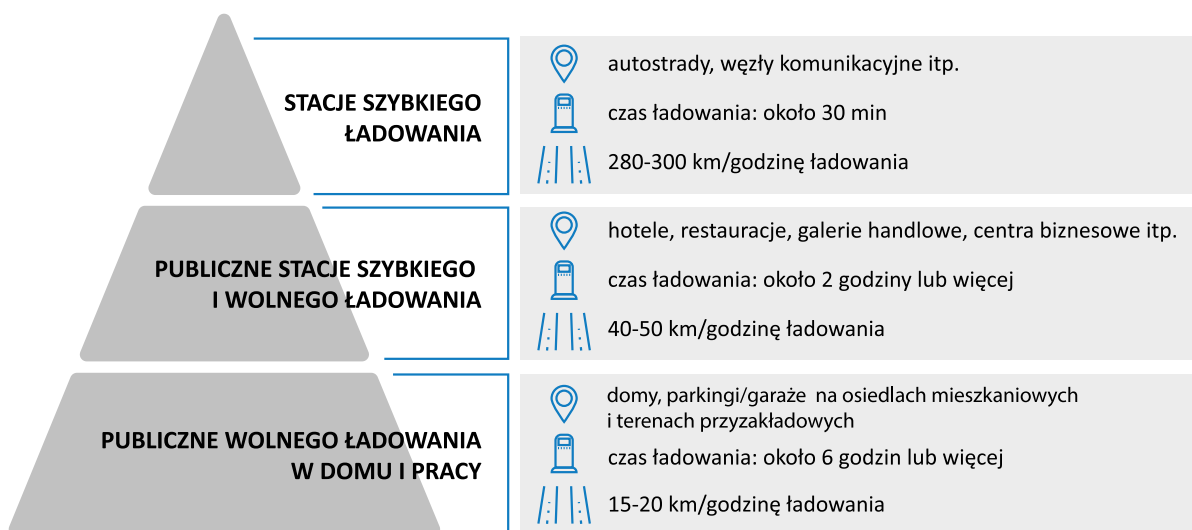 STACJE SZYBKIEGO
ŁADOWANIA
autostrady, węzły komunikacyjne itp.
czas ładowania: około 30 min
280-300 km/godzinę ładowania
PUBLICZNE STACJE SZYBKIEGO
I WOLNEGO ŁADOWANIA
hotele, restauracje, galerie handlowe, centra biznesowe itp.
czas ładowania: około 2 godziny lub więcej
40-50 km/godzinę ładowania
PUBLICZNE WOLNEGO ŁADOWANIA
W DOMU I PRACY
domy, parkingi/garaże na osiedlach mieszkaniowych
i terenach przyzakładowych
czas ładowania: około 6 godzin lub więcej
15-20 km/godzinę ładowania